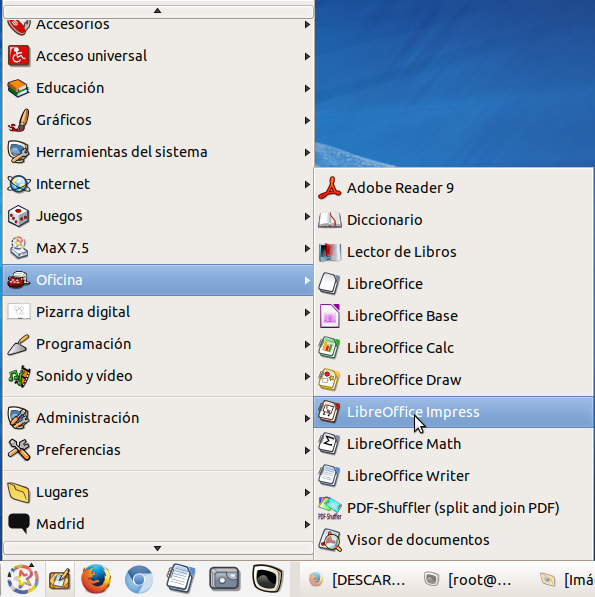 Accesorios
Acceso universal
Educación
Gráficos
Herramientas del sistema
Internet
Juegos
MaX 7.5
Oficina
Pizarra digital
Programación
Sonido y vídeo
Administración
Preferencias
Lugares
Madrid
Adobe Reader 9
Diccionario
Lector de Libros
LibreOffice
LibreOffice Base
LibreOffice Calc
LibreOffice Draw
LibreOffice Impress
LibreOffice Math
LibreOffice Writer
PDF-Shuffler (split and join PDF)
Visor de documentos
[DESCAR...
[root@...
[Imá